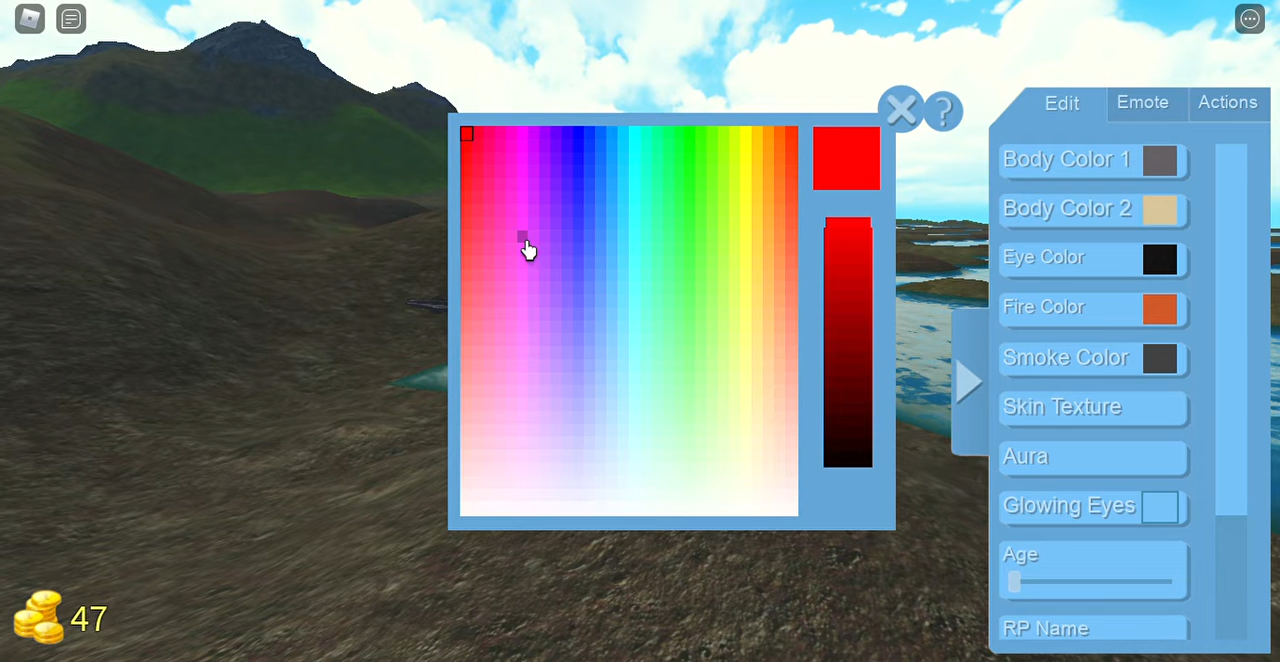 Edit
Emote
Actions
?
Body Color 1
Body Color 2
Eye Color
Fire Color
Smoke Color
Skin Texture
Aura
Glowing Eyes
Age
RP Name
47